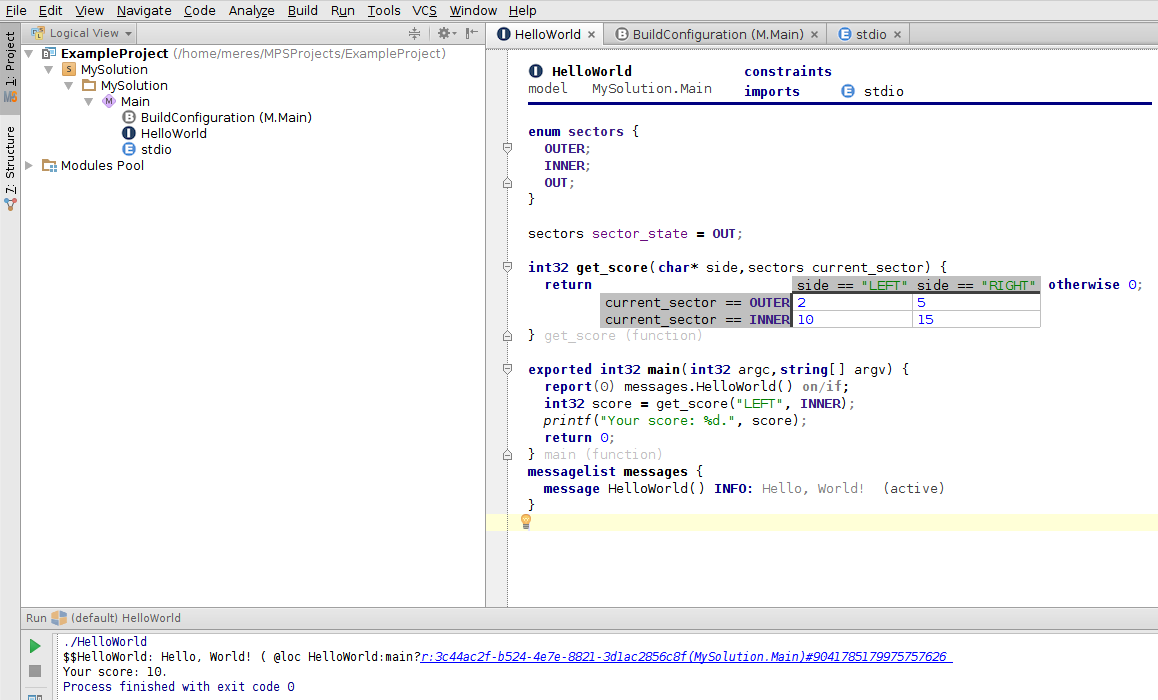 File Edit View Navigate Code Analyze Build Run Tools VCS Window Help
1: Project
7: Structure
Logical View
ExampleProject (/home/meres/MPSProjects/ExampleProject)
S MySolution
MySolution
M Main
B BuildConfiguration (M.Main)
I HelloWorld
E stdio
Modules Pool
I HelloWorld × B BuildConfiguration (M.Main) × E stdio ×
I HelloWorld constraints
model MySolution.Main imports E stdio
enum sectors {
OUTER;
INNER;
OUT;
}
sectors sector_state = OUT;
int32 get_score(char* side,sectors current_sector) {
return side == "LEFT" side == "RIGHT" otherwise 0;
current_sector == OUTER 2 5
current_sector == INNER 10 15
} get_score (function)
exported int32 main(int32 argc,string[] argv) {
report(0) messages.HelloWorld() on/if;
int32 score = get_score("LEFT", INNER);
printf("Your score: %d.", score);
return 0;
} main (function)
messagelist messages {
message HelloWorld() INFO: Hello, World! (active)
}
Run (default) HelloWorld
./HelloWorld
$$HelloWorld: Hello, World! ( @loc HelloWorld:main?r:3c44ac2f-b524-4e7e-8821-3d1ac2856c8f(MySolution.Main)#9041785179975757626
Your score: 10.
Process finished with exit code 0